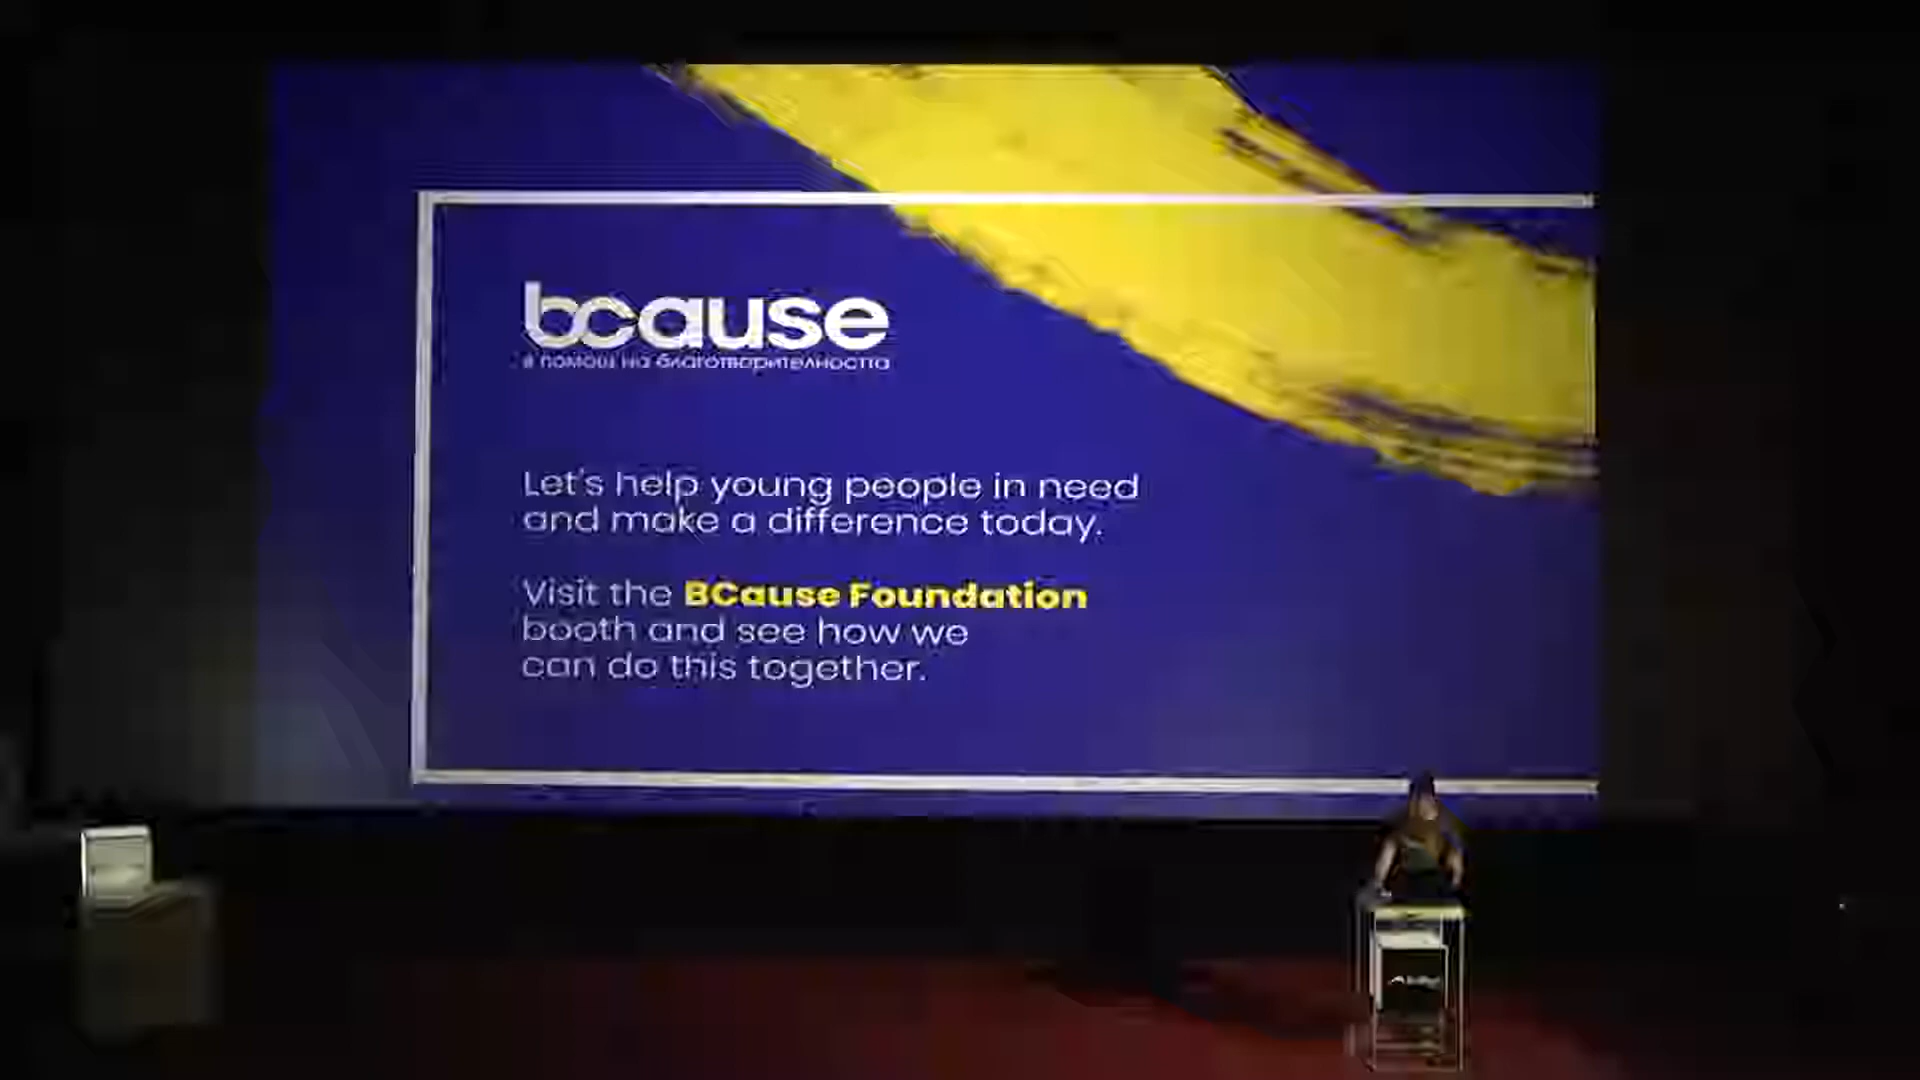 bcause
в помощ на благотворителността
Let's help young people in need
and make a difference today.
Visit the BCause Foundation
booth and see how we
can do this together.